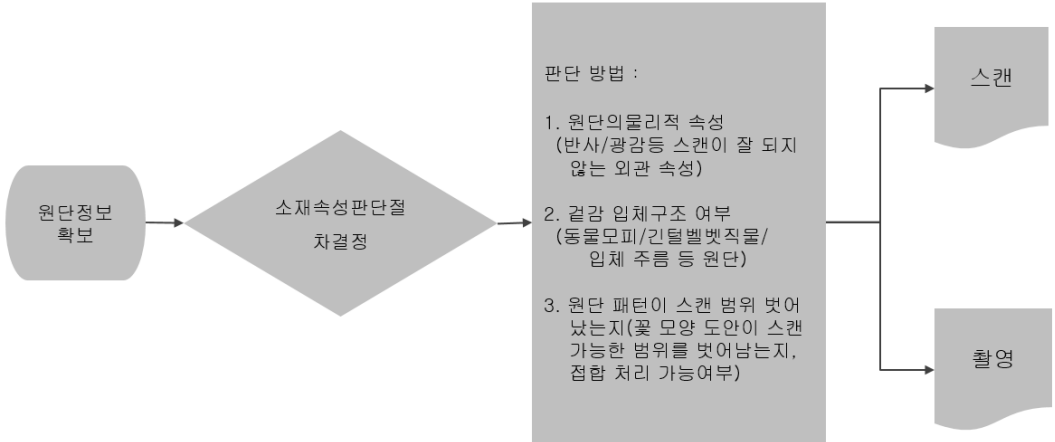 원단정보
확보
소재속성판단절
차결정
판단 방법 :
1. 원단의물리적 속성
(반사/광감등 스캔이 잘 되지
않는 외관 속성)
2. 겉감 입체구조 여부
(동물모피/긴털벨벳직물/
입체 주름 등 원단)
3. 원단 패턴이 스캔 범위 벗어
났는지(꽃 모양 도안이 스캔
가능한 범위를 벗어남는지,
접합 처리 가능여부)
스캔
촬영